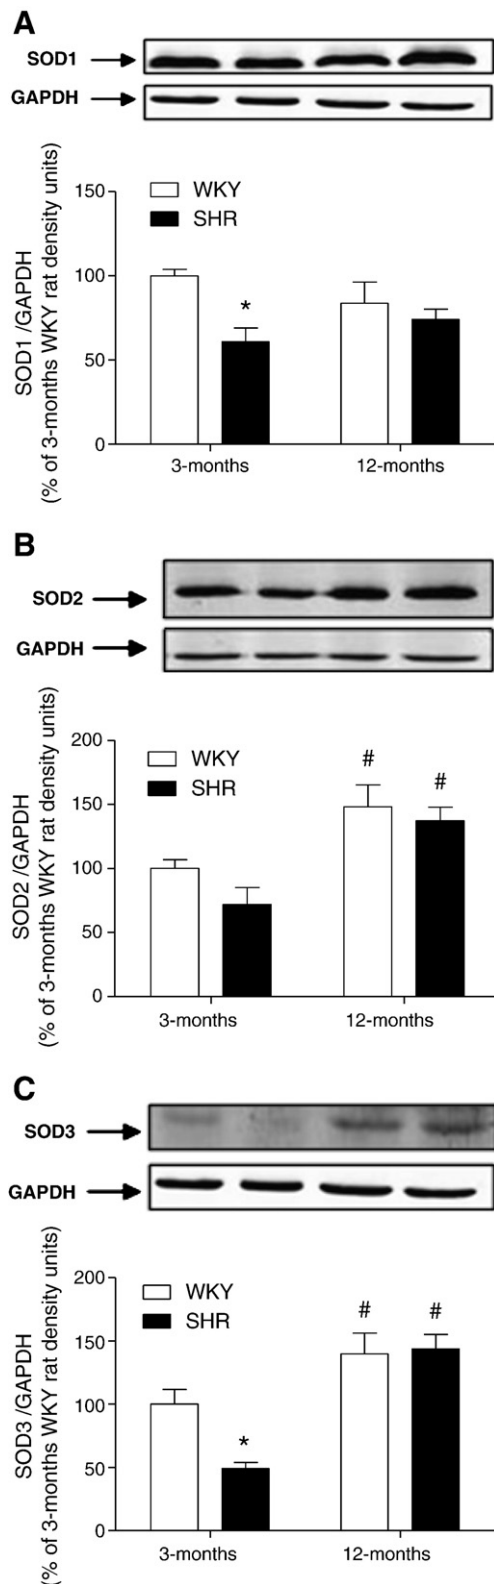 A
SOD1
GAPDH
150
100
50
0
WKY
SHR
*
SOD1 /GAPDH
(% of 3-months WKY rat density units)
3-months 12-months
B
SOD2
GAPDH
200
150
100
50
0
WKY
SHR
# #
SOD2 /GAPDH
(% of 3-months WKY rat density units)
3-months 12-months
C
SOD3
GAPDH
200
150
100
50
0
WKY
SHR
# #
*
SOD3 /GAPDH
(% of 3-months WKY rat density units)
3-months 12-months